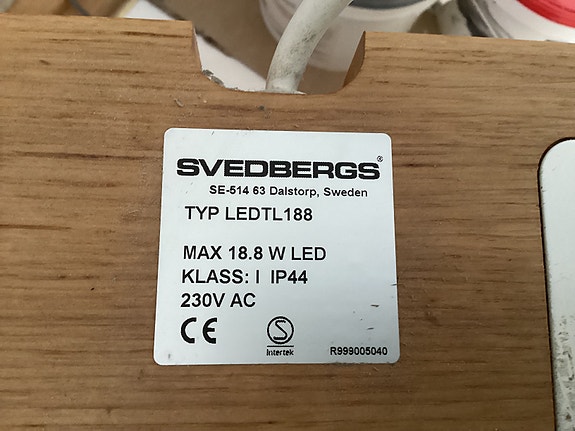 SVEDBERGS®
SE-514 63 Dalstorp, Sweden
TYP LEDTL188
MAX 18.8 W LED
KLASS: I IP44
230V AC
CE
S
Intertek
R999005040